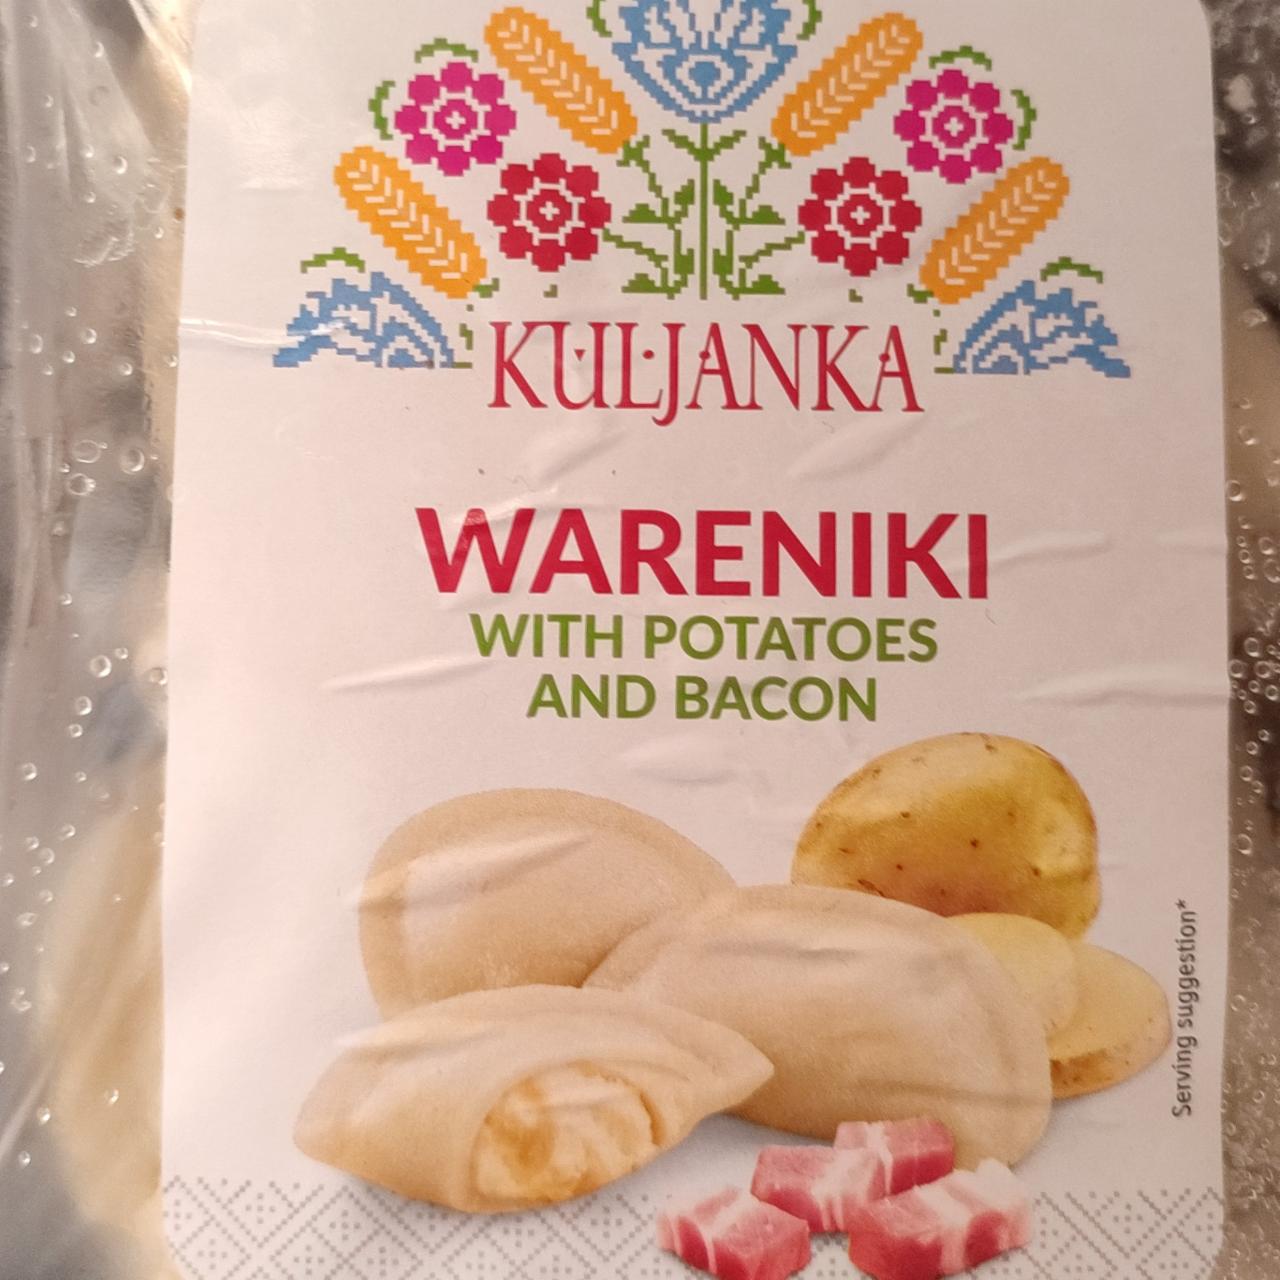 KULJANKA
WARENIKI
WITH POTATOES
AND BACON
Serving suggestion*